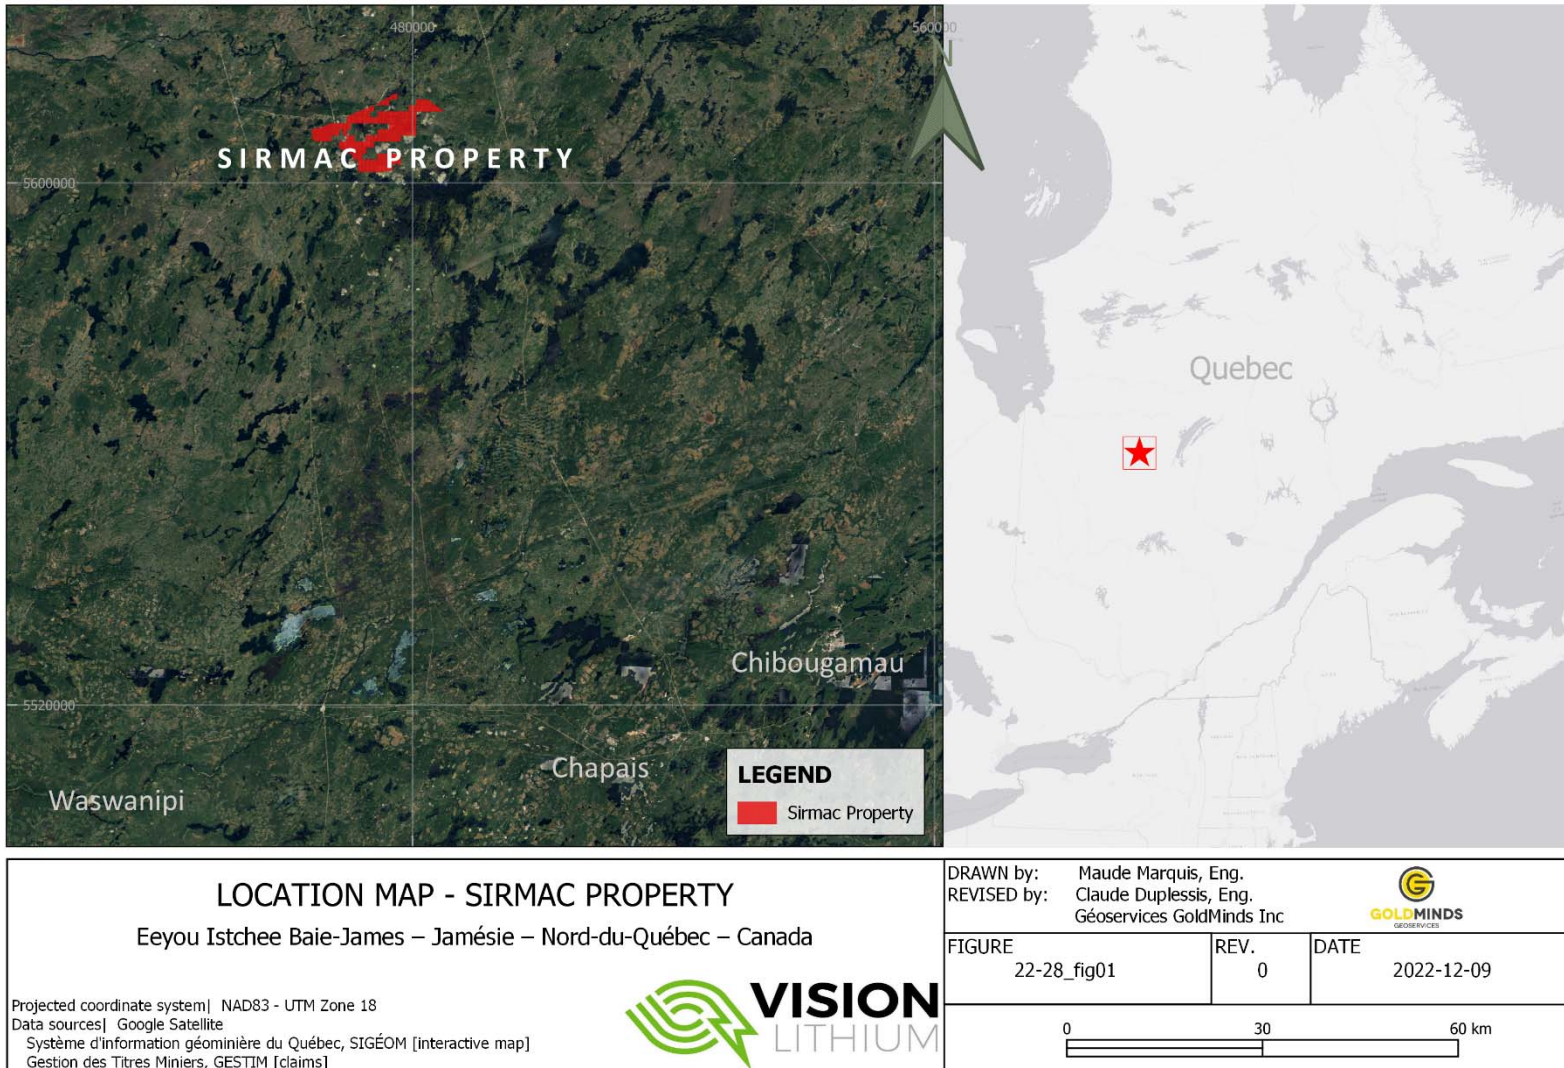 480000
560000
N
SIRMAC PROPERTY
5600000
Quebec
Chibougamau
5520000
Chapais
Waswanipi
LEGEND
Sirmac Property
LOCATION MAP - SIRMAC PROPERTY
Eeyou Istchee Baie-James – Jamésie – Nord-du-Québec – Canada
Projected coordinate system| NAD83 - UTM Zone 18
Data sources| Google Satellite
Système d'information géominière du Québec, SIGÉOM [interactive map]
Gestion des Titres Miniers, GESTIM [claims]
VISION
LITHIUM
DRAWN by: Maude Marquis, Eng.
REVISED by: Claude Duplessis, Eng.
Géoservices GoldMinds Inc
GOLDMINDS
GEOSERVICES
FIGURE
22-28_fig01
REV.
0
DATE
2022-12-09
0 30 60 km